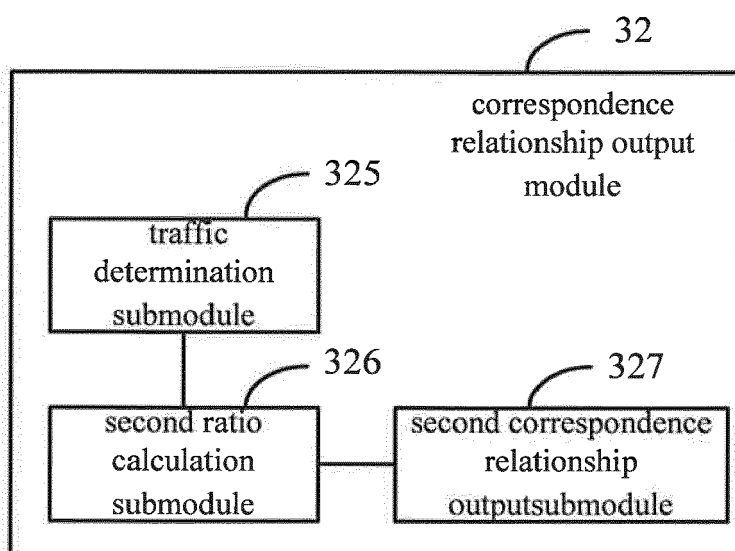 32
correspondence
relationship output
module
325
traffic
determination
submodule
326
second ratio
calculation
submodule
327
second correspondence
relationship
outputsubmodule